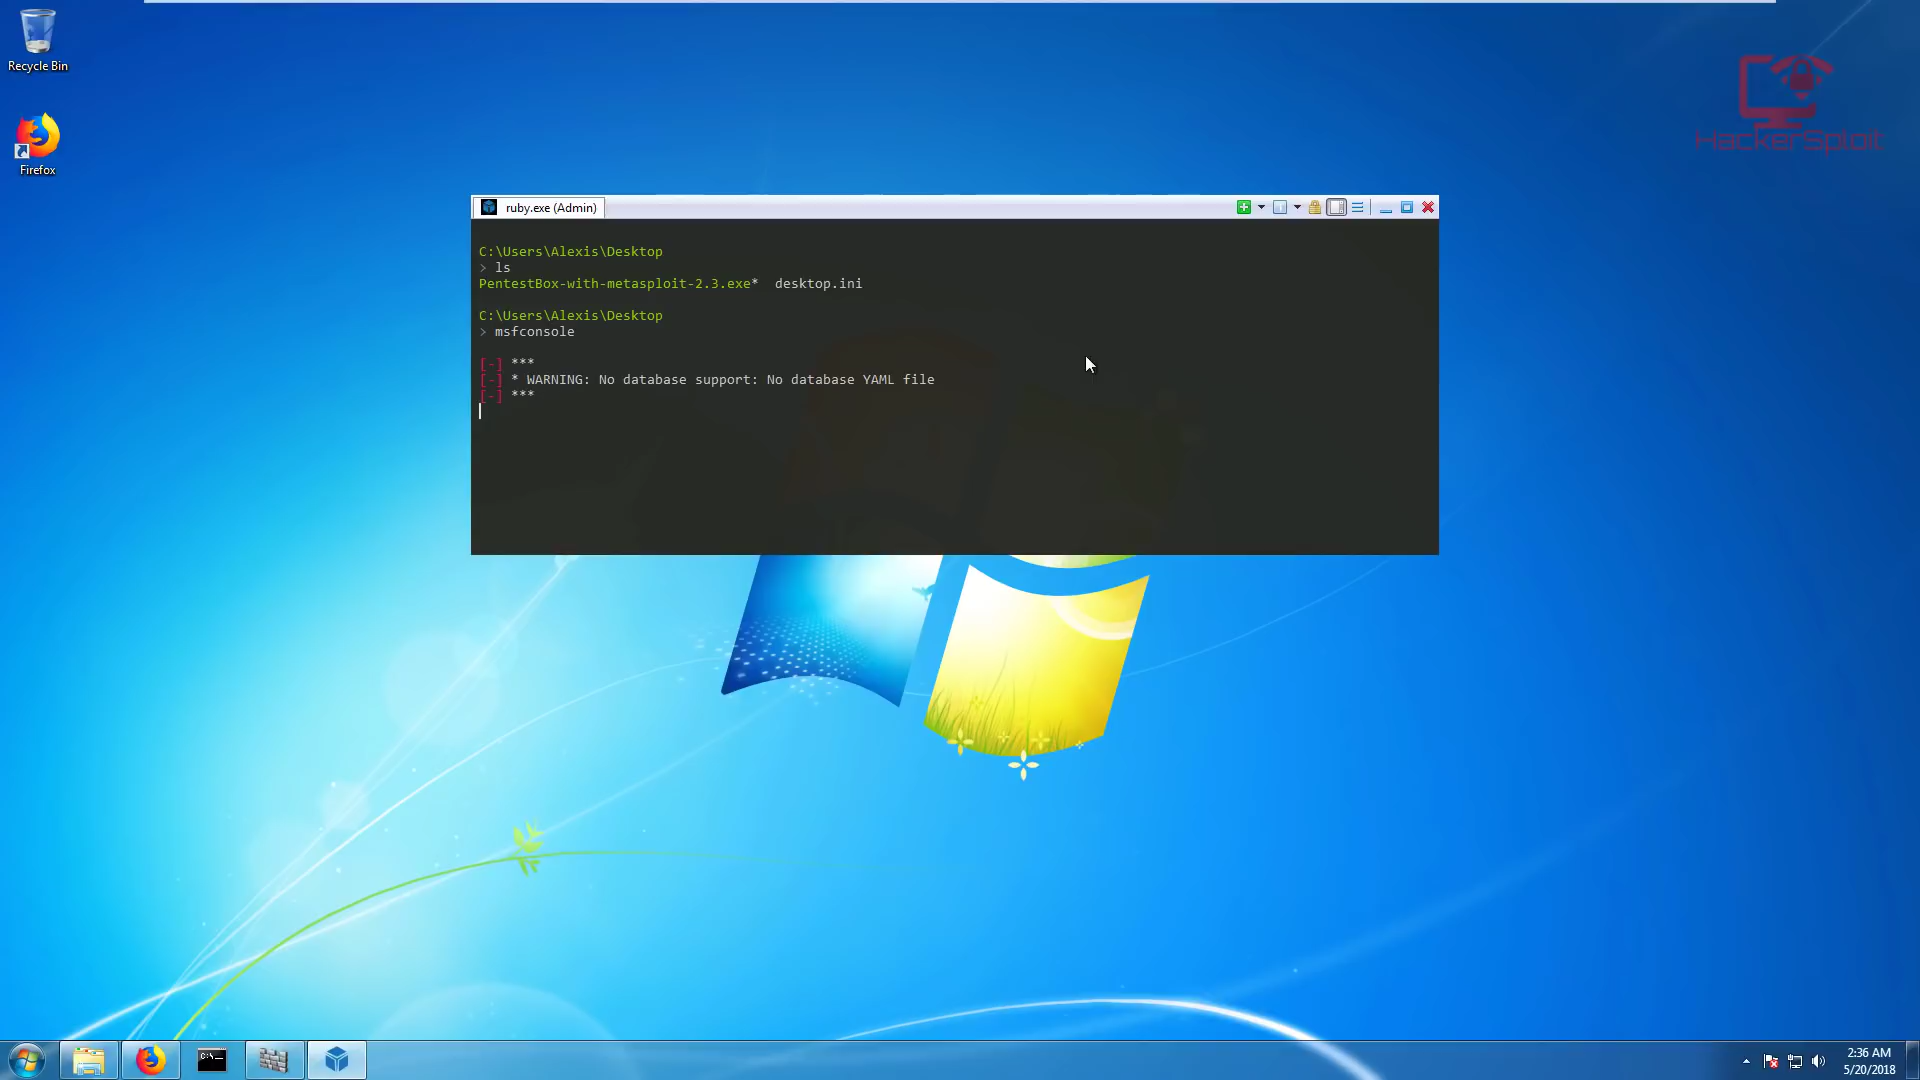 Recycle Bin
HackerSploit
Firefox
ruby.exe (Admin)
C:\Users\Alexis\Desktop
> ls
PentestBox-with-metasploit-2.3.exe*  desktop.ini
C:\Users\Alexis\Desktop
> msfconsole
[-] ***
[-] * WARNING: No database support: No database YAML file
[-] ***
C:\_
2:36 AM
5/20/2018